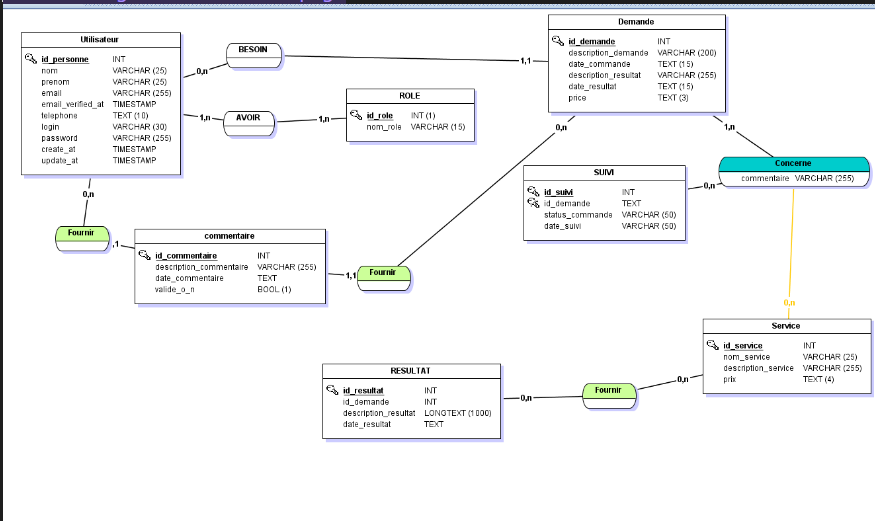 Utilisateur
id_personne INT
nom VARCHAR (25)
prenom VARCHAR (25)
email VARCHAR (255)
email_verified_at TIMESTAMP
telephone TEXT (10)
login VARCHAR (30)
password VARCHAR (255)
create_at TIMESTAMP
update_at TIMESTAMP
BESOIN
0,n
1,1
AVOIR
1,n
1,n
ROLE
id_role INT (1)
nom_role VARCHAR (15)
Demande
id_demande INT
description_demande VARCHAR (200)
date_commande TEXT (15)
description_resultat VARCHAR (255)
date_resultat TEXT (15)
price TEXT (3)
0,n
1,n
Concerne
commentaire VARCHAR (255)
SUIVI
id_suivi INT
id_demande TEXT
status_commande VARCHAR (50)
date_suivi VARCHAR (50)
0,n
0,n
Fournir
,1
commentaire
id_commentaire INT
description_commentaire VARCHAR (255)
date_commentaire TEXT
valide_o_n BOOL (1)
1,1
Fournir
0,n
Service
id_service INT
nom_service VARCHAR (25)
description_service VARCHAR (255)
prix TEXT (4)
RESULTAT
id_resultat INT
id_demande INT
description_resultat LONGTEXT (1000)
date_resultat TEXT
0,n
Fournir
0,n